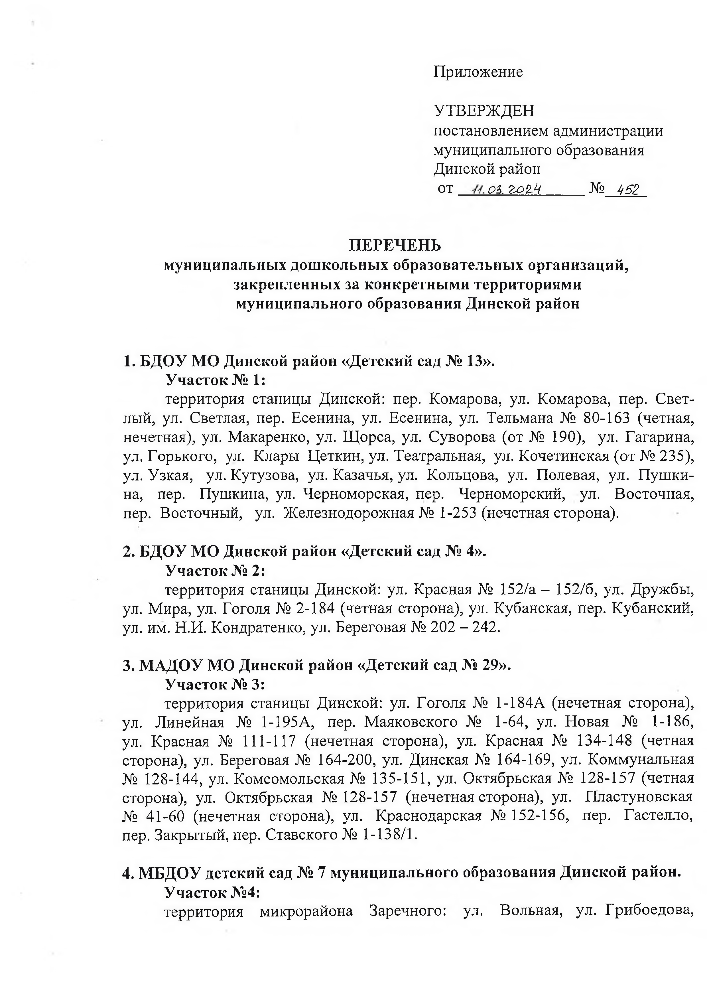 Приложение
УТВЕРЖДЕН
постановлением администрации
муниципального образования
Динской район
от 11.03.2024 № 452
ПЕРЕЧЕНЬ
муниципальных дошкольных образовательных организаций,
закрепленных за конкретными территориями
муниципального образования Динской район
1. БДОУ МО Динской район «Детский сад № 13».
Участок № 1:
территория станицы Динской: пер. Комарова, ул. Комарова, пер. Свет-
лый, ул. Светлая, пер. Есенина, ул. Есенина, ул. Тельмана № 80-163 (четная,
нечетная), ул. Макаренко, ул. Щорса, ул. Суворова (от № 190), ул. Гагарина,
ул. Горького, ул. Клары Цеткин, ул. Театральная, ул. Кочетинская (от № 235),
ул. Узкая, ул. Кутузова, ул. Казачья, ул. Кольцова, ул. Полевая, ул. Пушки-
на, пер. Пушкина, ул. Черноморская, пер. Черноморский, ул. Восточная,
пер. Восточный, ул. Железнодорожная № 1-253 (нечетная сторона).
2. БДОУ МО Динской район «Детский сад № 4».
Участок № 2:
территория станицы Динской: ул. Красная № 152/а – 152/б, ул. Дружбы,
ул. Мира, ул. Гоголя № 2-184 (четная сторона), ул. Кубанская, пер. Кубанский,
ул. им. Н.И. Кондратенко, ул. Береговая № 202 – 242.
3. МАДОУ МО Динской район «Детский сад № 29».
Участок № 3:
территория станицы Динской: ул. Гоголя № 1-184А (нечетная сторона),
ул. Линейная № 1-195А, пер. Маяковского № 1-64, ул. Новая № 1-186,
ул. Красная № 111-117 (нечетная сторона), ул. Красная № 134-148 (четная
сторона), ул. Береговая № 164-200, ул. Динская № 164-169, ул. Коммунальная
№ 128-144, ул. Комсомольская № 135-151, ул. Октябрьская № 128-157 (четная
сторона), ул. Октябрьская № 128-157 (нечетная сторона), ул. Пластуновская
№ 41-60 (нечетная сторона), ул. Краснодарская № 152-156, пер. Гастелло,
пер. Закрытый, пер. Ставского № 1-138/1.
4. МБДОУ детский сад № 7 муниципального образования Динской район.
Участок №4:
территория микрорайона Заречного: ул. Вольная, ул. Грибоедова,